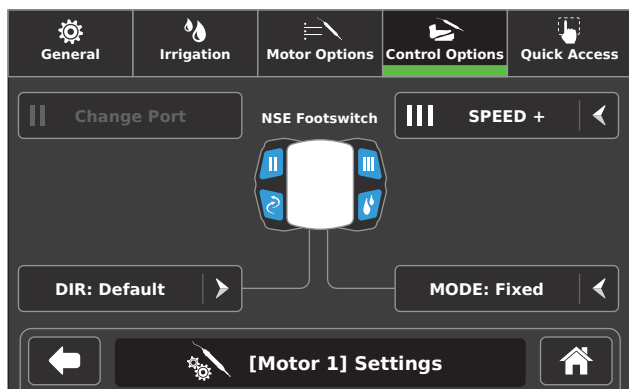 General
Irrigation
Motor Options
Control Options
Quick Access
Change Port
NSE Footswitch
SPEED +
DIR: Default
MODE: Fixed
[Motor 1] Settings